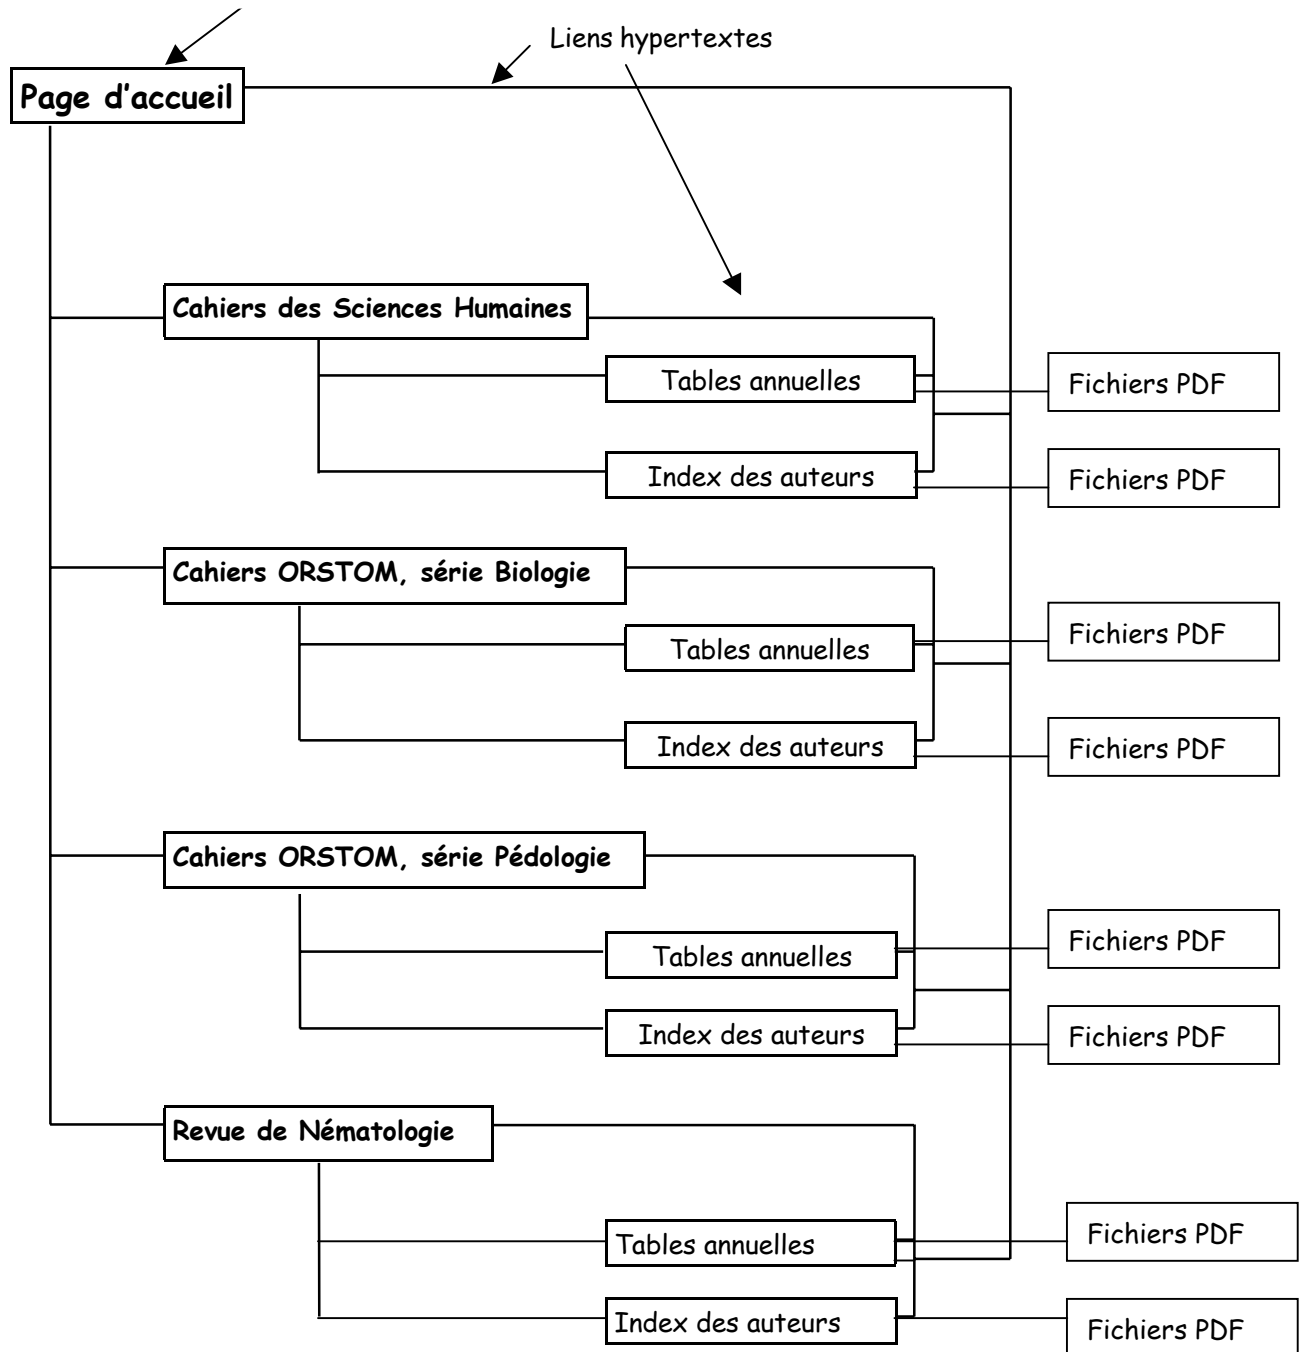 Liens hypertextes
Page d'accueil
Cahiers des Sciences Humaines
Tables annuelles
Fichiers PDF
Index des auteurs
Fichiers PDF
Cahiers ORSTOM, série Biologie
Tables annuelles
Fichiers PDF
Index des auteurs
Fichiers PDF
Cahiers ORSTOM, série Pédologie
Tables annuelles
Fichiers PDF
Index des auteurs
Fichiers PDF
Revue de Nématologie
Tables annuelles
Fichiers PDF
Index des auteurs
Fichiers PDF